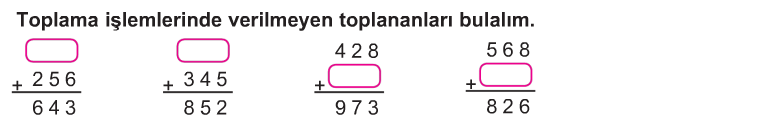 Toplama işlemlerinde verilmeyen toplananları bulalım.
428 568
+ 256 + 345 + +
643 852 973 826